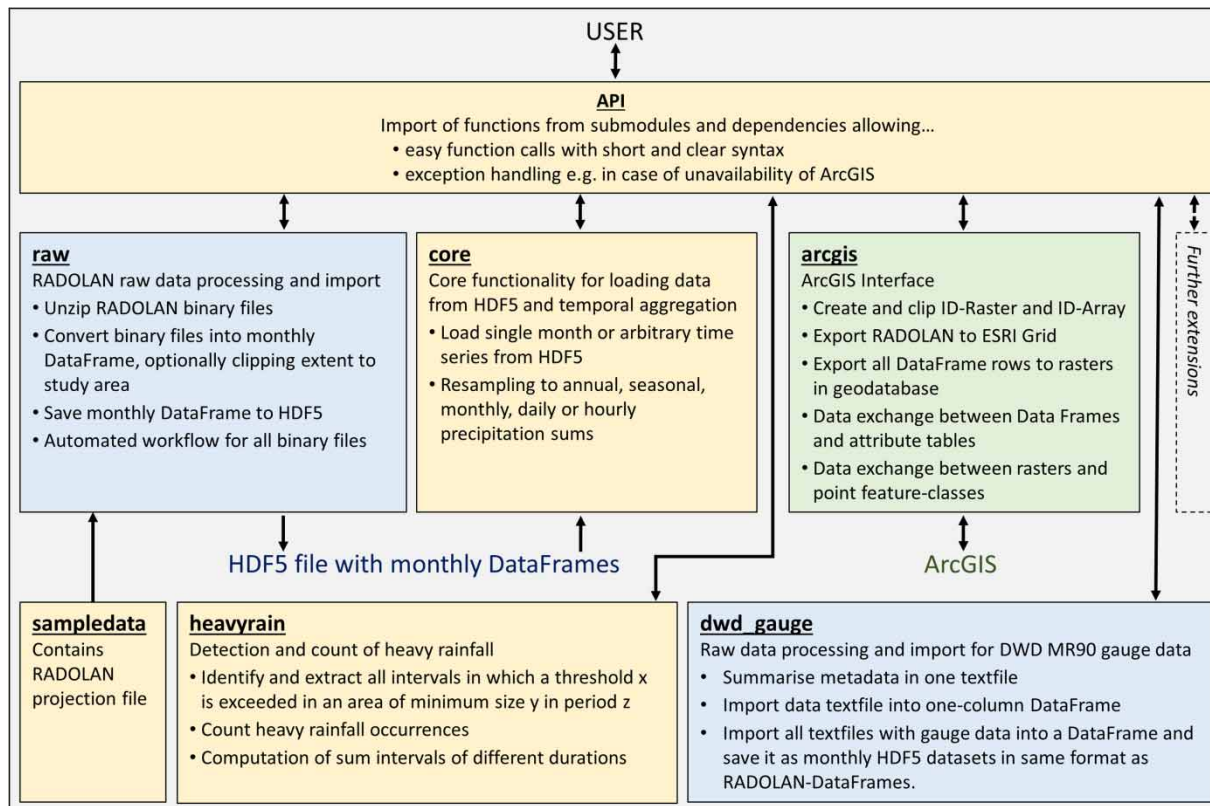 USER
API
Import of functions from submodules and dependencies allowing…
• easy function calls with short and clear syntax
• exception handling e.g. in case of unavailability of ArcGIS
raw
RADOLAN raw data processing and import
• Unzip RADOLAN binary files
• Convert binary files into monthly
DataFrame, optionally clipping extent to
study area
• Save monthly DataFrame to HDF5
• Automated workflow for all binary files
core
Core functionality for loading data
from HDF5 and temporal aggregation
• Load single month or arbitrary time
series from HDF5
• Resampling to annual, seasonal,
monthly, daily or hourly
precipitation sums
arcgis
ArcGIS Interface
• Create and clip ID-Raster and ID-Array
• Export RADOLAN to ESRI Grid
• Export all DataFrame rows to rasters
in geodatabase
• Data exchange between Data Frames
and attribute tables
• Data exchange between rasters and
point feature-classes
Further extensions
HDF5 file with monthly DataFrames
ArcGIS
sampledata
Contains
RADOLAN
projection file
heavyrain
Detection and count of heavy rainfall
• Identify and extract all intervals in which a threshold x
is exceeded in an area of minimum size y in period z
• Count heavy rainfall occurrences
• Computation of sum intervals of different durations
dwd_gauge
Raw data processing and import for DWD MR90 gauge data
• Summarise metadata in one textfile
• Import data textfile into one-column DataFrame
• Import all textfiles with gauge data into a DataFrame and
save it as monthly HDF5 datasets in same format as
RADOLAN-DataFrames.